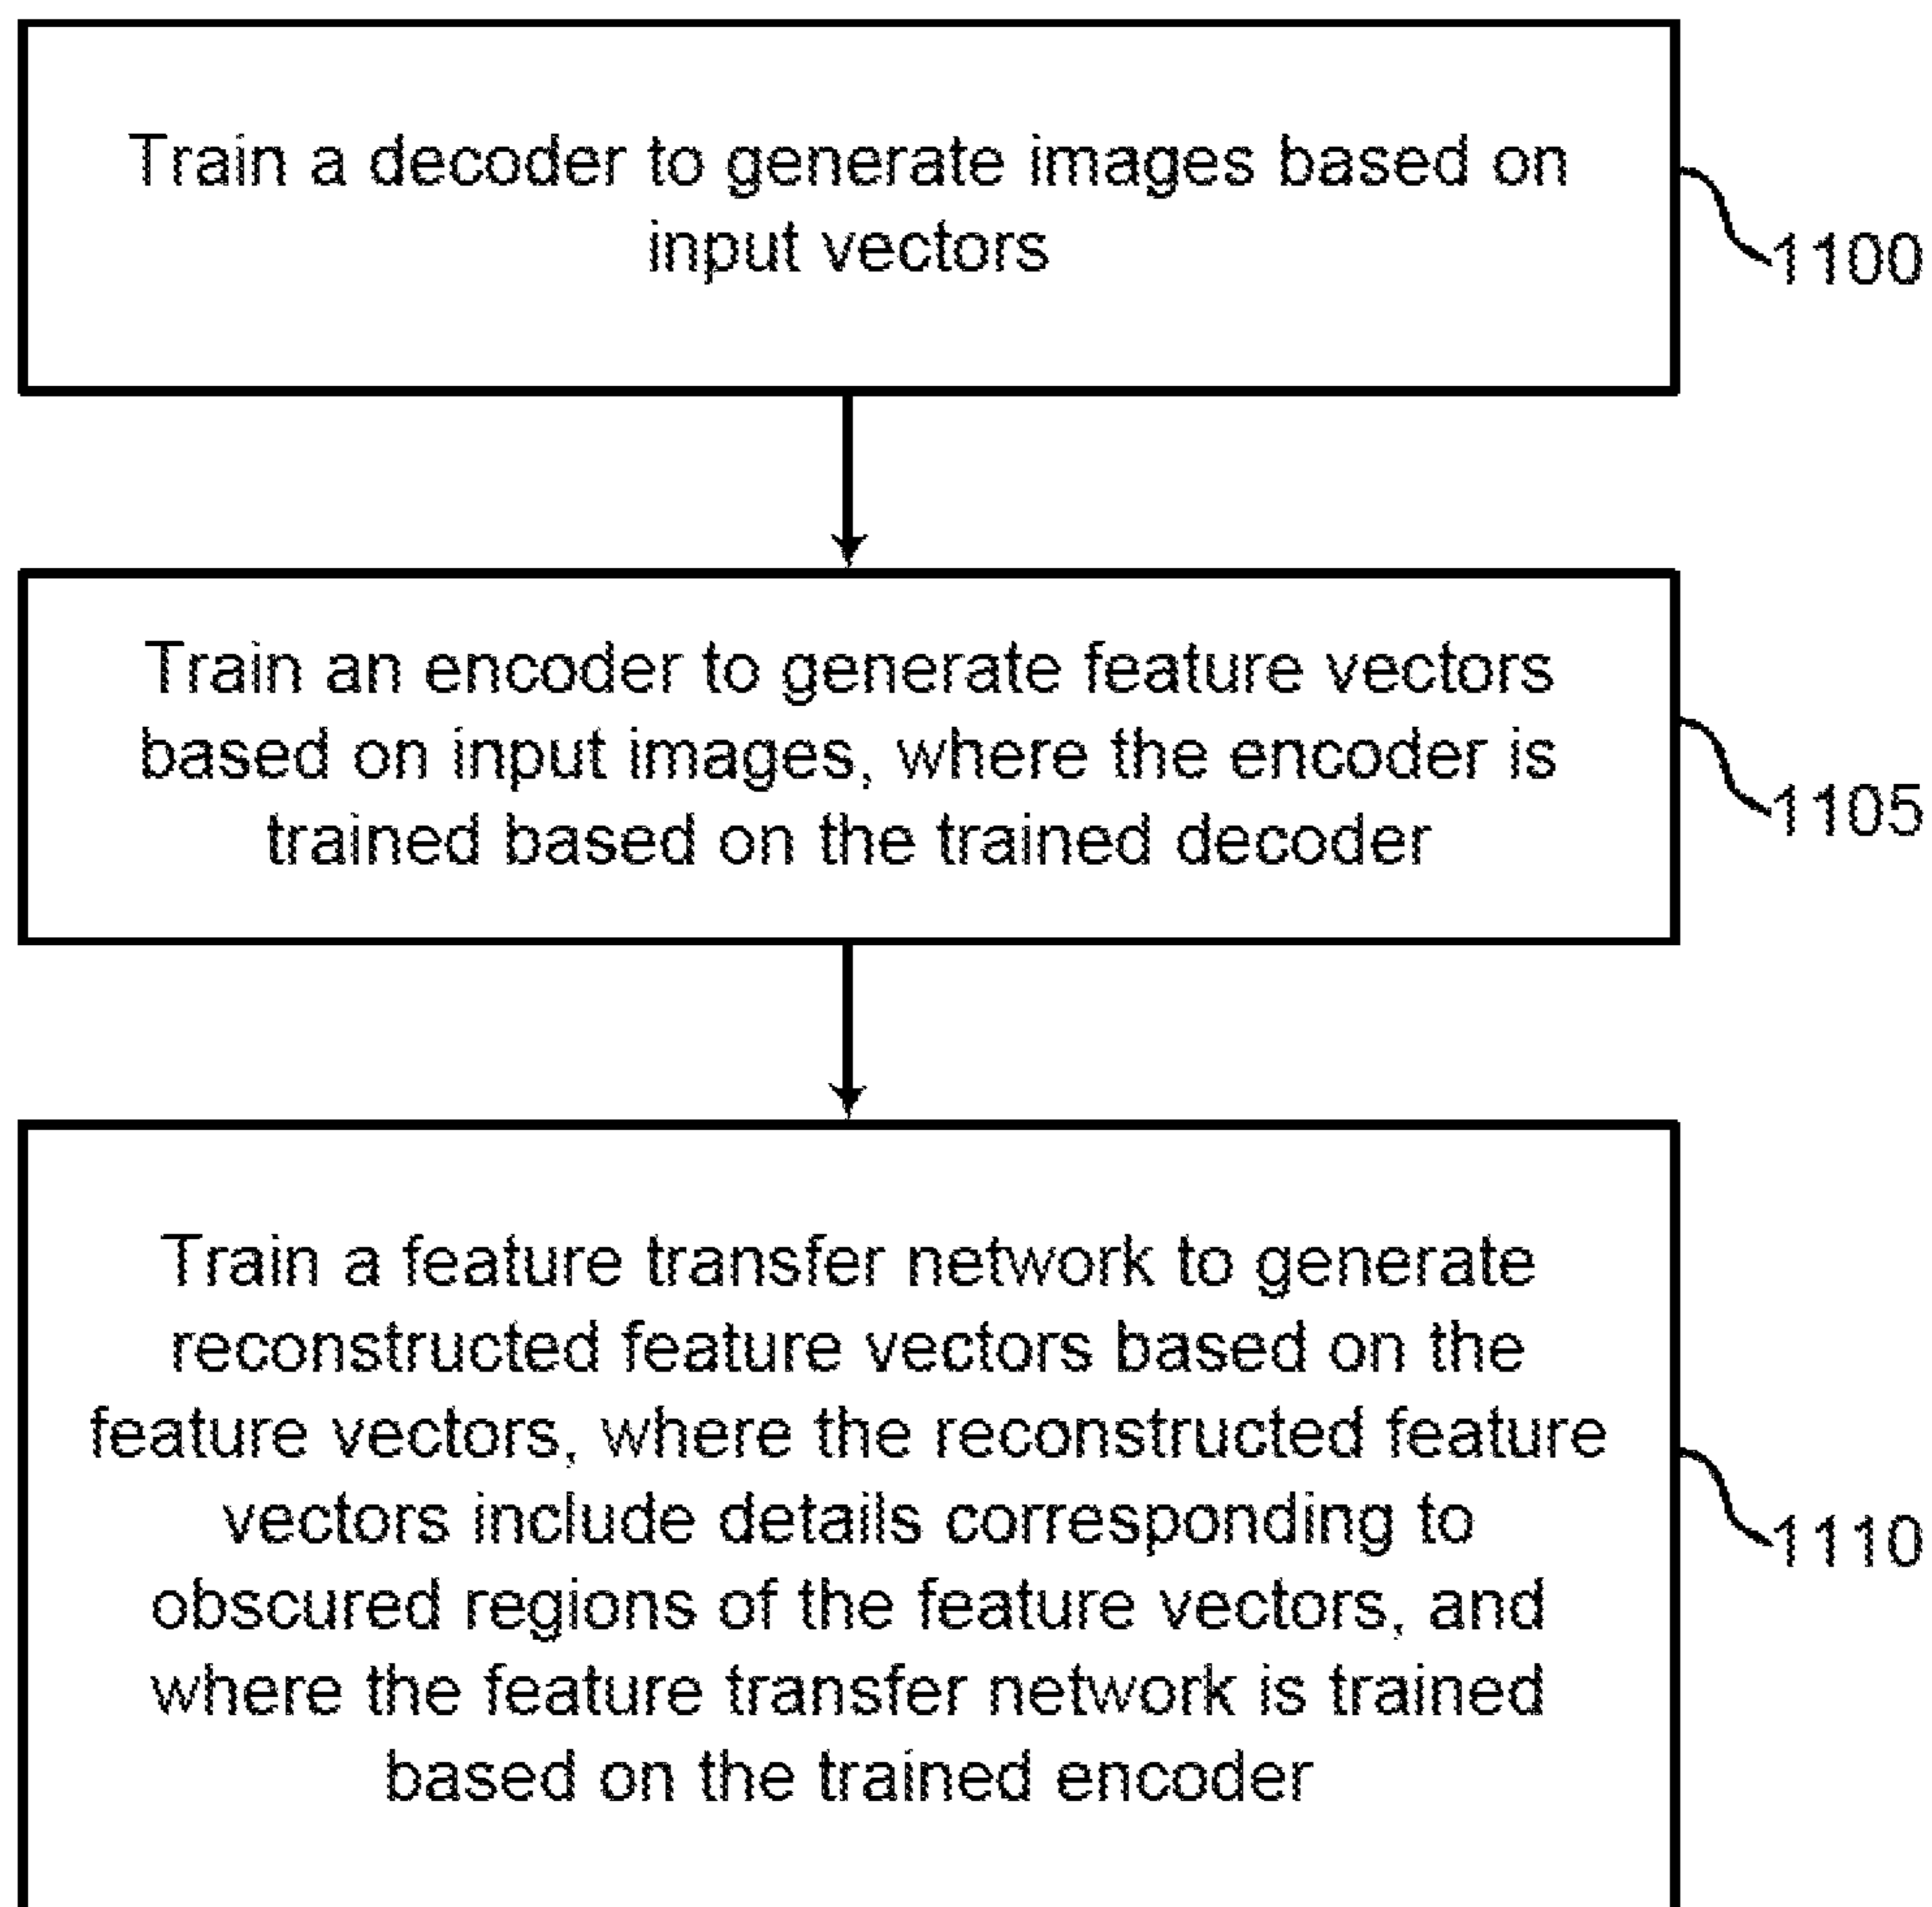 Train a decoder to generate images based on
input vectors
1100
Train an encoder to generate feature vectors
based on input images, where the encoder is
trained based on the trained decoder
1105
Train a feature transfer network to generate
reconstructed feature vectors based on the
feature vectors, where the reconstructed feature
vectors include details corresponding to
obscured regions of the feature vectors, and
where the feature transfer network is trained
based on the trained encoder
1110